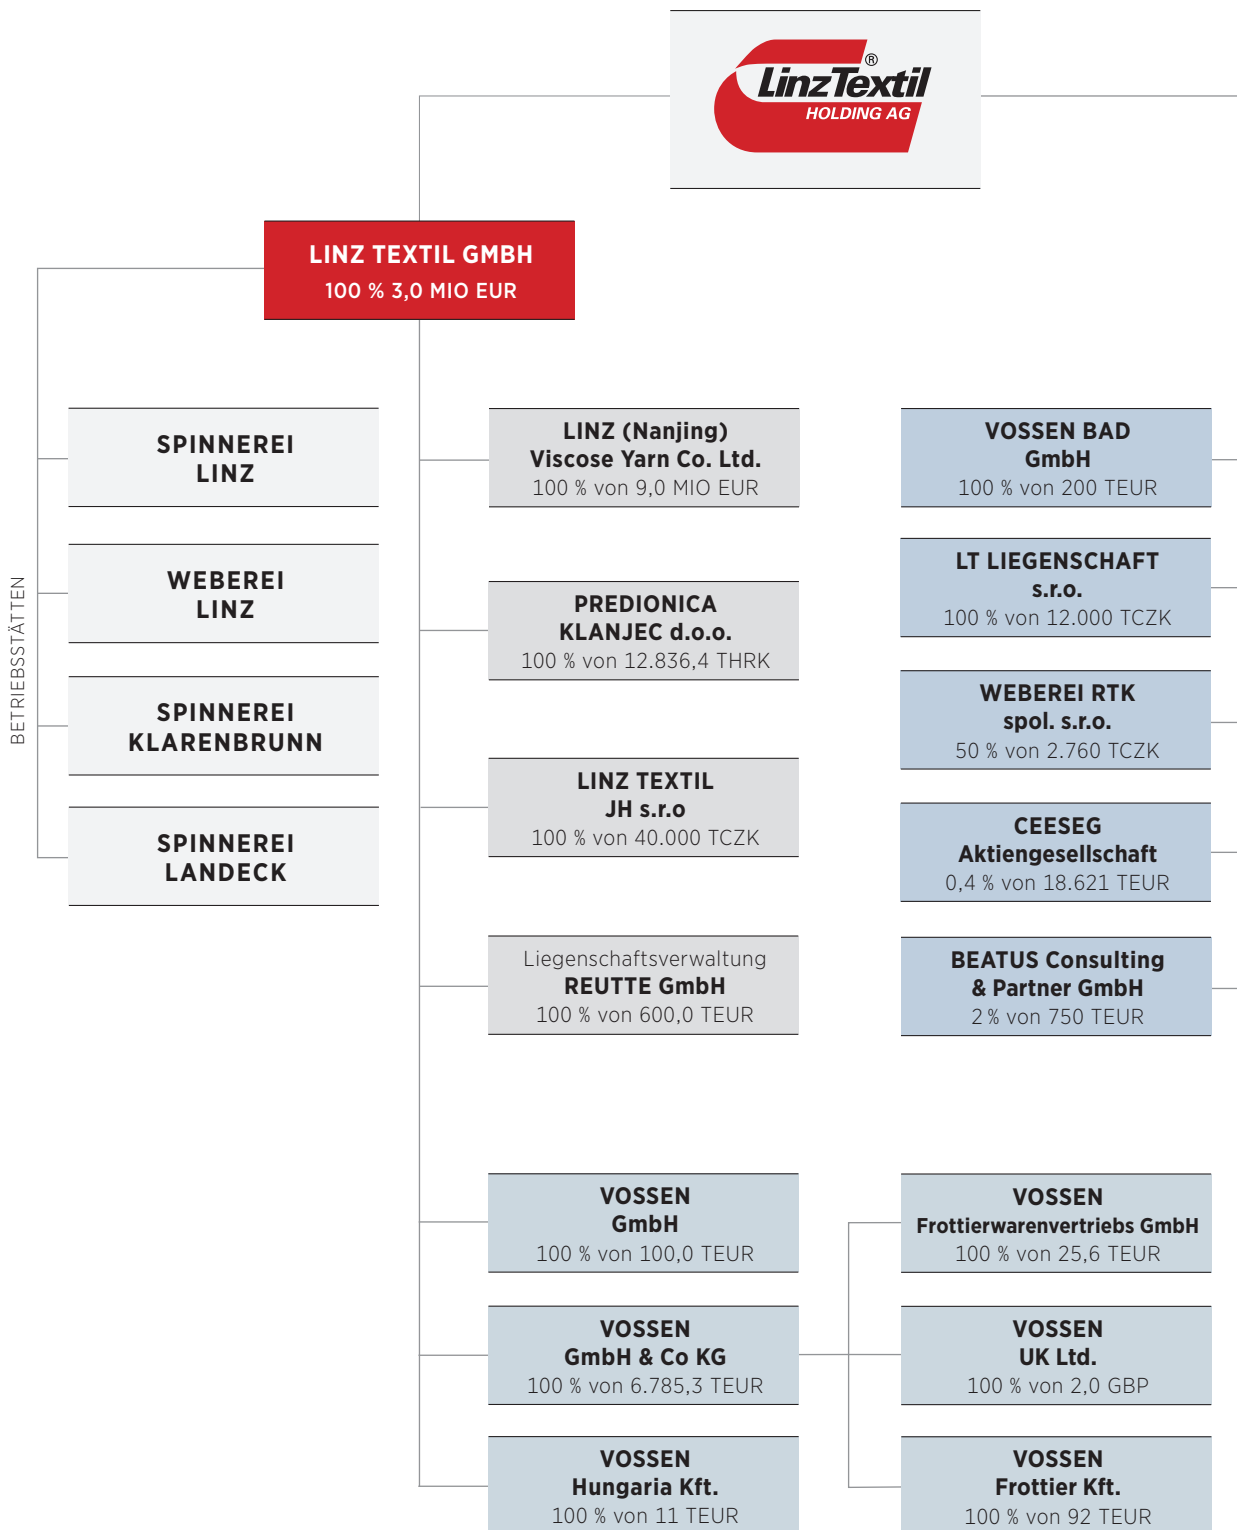 LinzTextil®
HOLDING AG
LINZ TEXTIL GMBH
100 % 3,0 MIO EUR
BETRIEBSSTÄTTEN
SPINNEREI
LINZ
WEBEREI
LINZ
SPINNEREI
KLARENBRUNN
SPINNEREI
LANDECK
LINZ (Nanjing)
Viscose Yarn Co. Ltd.
100 % von 9,0 MIO EUR
PREDIONICA
KLANJEC d.o.o.
100 % von 12.836,4 THRK
LINZ TEXTIL
JH s.r.o
100 % von 40.000 TCZK
Liegenschaftsverwaltung
REUTTE GmbH
100 % von 600,0 TEUR
VOSSEN BAD
GmbH
100 % von 200 TEUR
LT LIEGENSCHAFT
s.r.o.
100 % von 12.000 TCZK
WEBEREI RTK
spol. s.r.o.
50 % von 2.760 TCZK
CEESEG
Aktiengesellschaft
0,4 % von 18.621 TEUR
BEATUS Consulting
& Partner GmbH
2 % von 750 TEUR
VOSSEN
GmbH
100 % von 100,0 TEUR
VOSSEN
GmbH & Co KG
100 % von 6.785,3 TEUR
VOSSEN
Hungaria Kft.
100 % von 11 TEUR
VOSSEN
Frottierwarenvertriebs GmbH
100 % von 25,6 TEUR
VOSSEN
UK Ltd.
100 % von 2,0 GBP
VOSSEN
Frottier Kft.
100 % von 92 TEUR